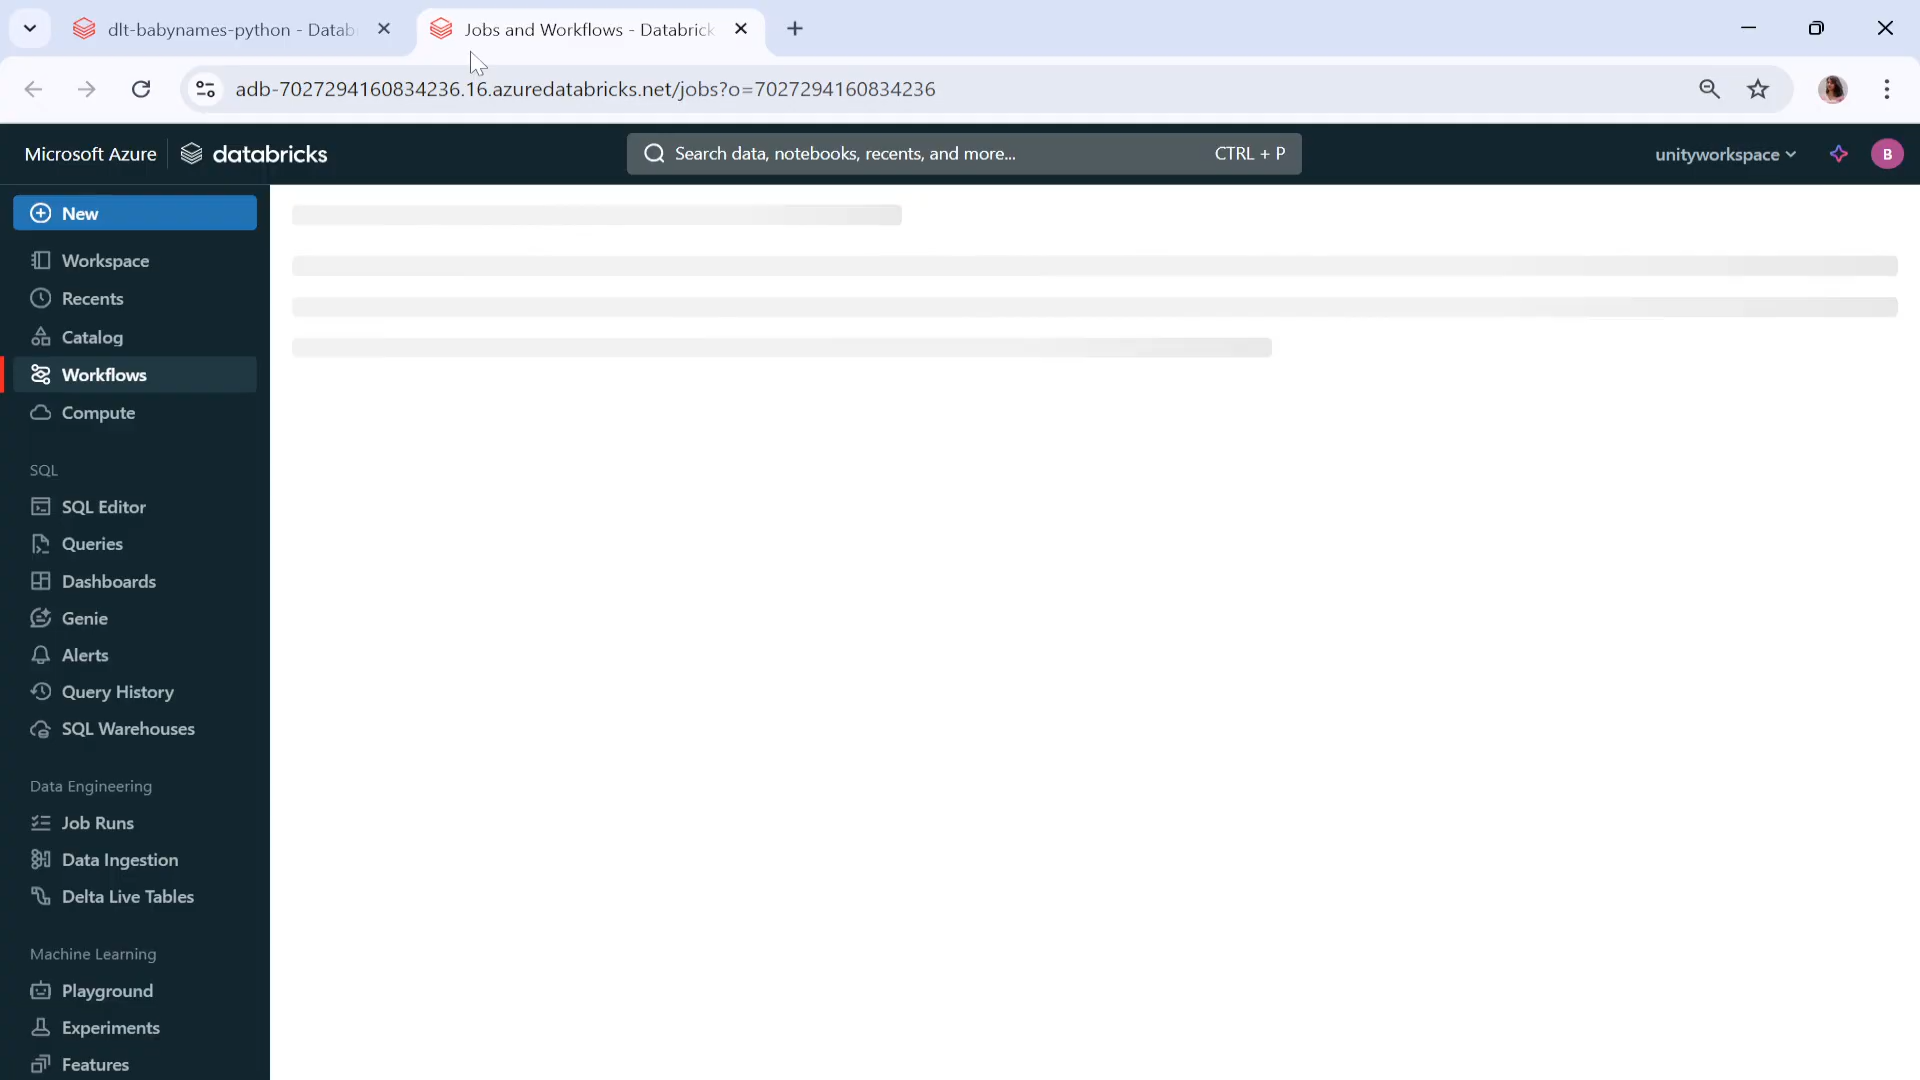 dlt-babynames-python - Datab
Jobs and Workflows - Databrick
adb-7027294160834236.16.azuredatabricks.net/jobs?o=7027294160834236
Microsoft Azure
databricks
Search data, notebooks, recents, and more...
CTRL + P
unityworkspace
B
New
Workspace
Recents
Catalog
Workflows
Compute
SQL
SQL Editor
Queries
Dashboards
Genie
Alerts
Query History
SQL Warehouses
Data Engineering
Job Runs
Data Ingestion
Delta Live Tables
Machine Learning
Playground
Experiments
Features